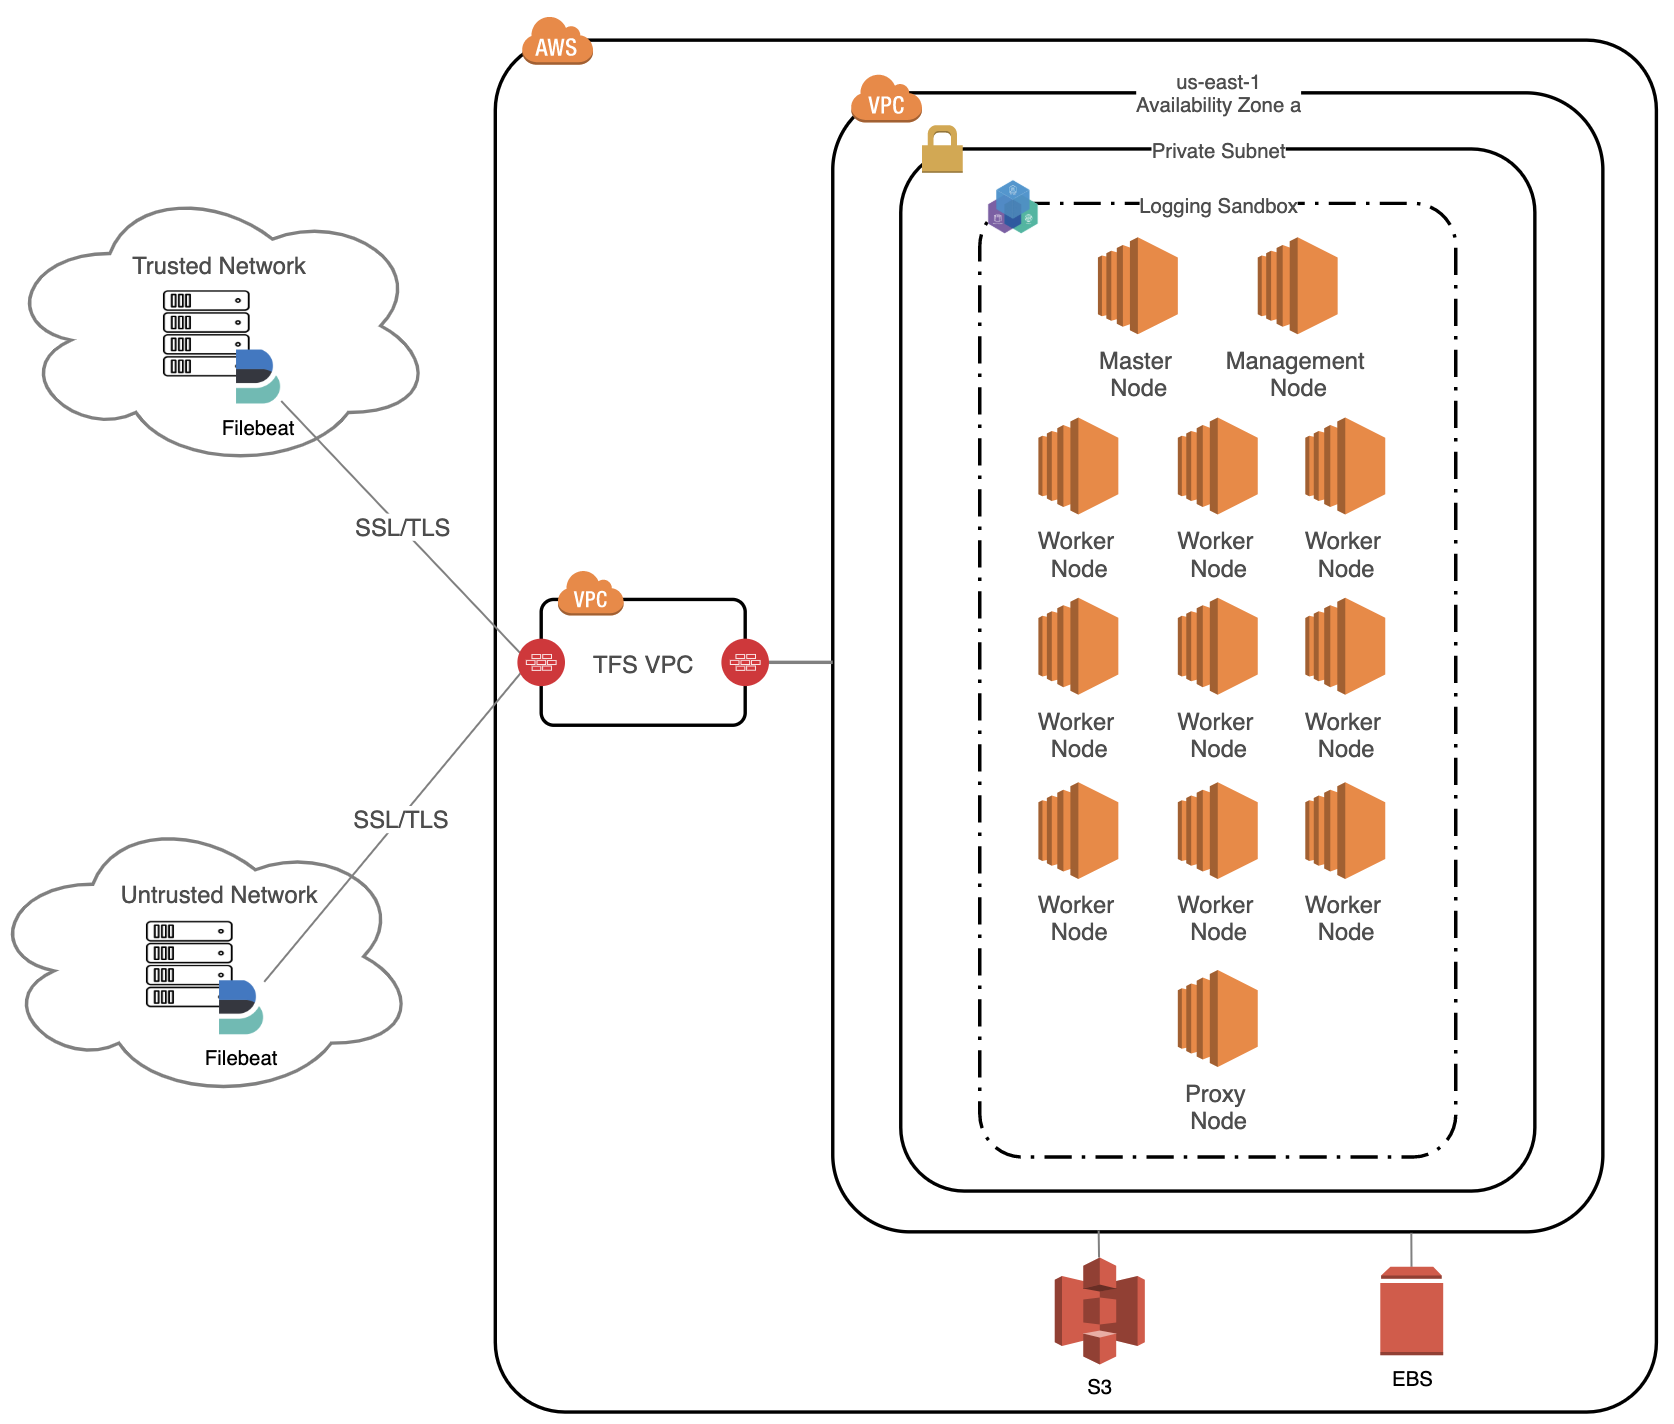 AWS
us-east-1
VPC
Availability Zone a
Private Subnet
Logging Sandbox
Trusted Network
Filebeat
SSL/TLS
Master
Node
Management
Node
Worker
Node
Worker
Node
Worker
Node
VPC
TFS VPC
Worker
Node
Worker
Node
Worker
Node
SSL/TLS
Untrusted Network
Filebeat
Worker
Node
Worker
Node
Worker
Node
Proxy
Node
S3
EBS